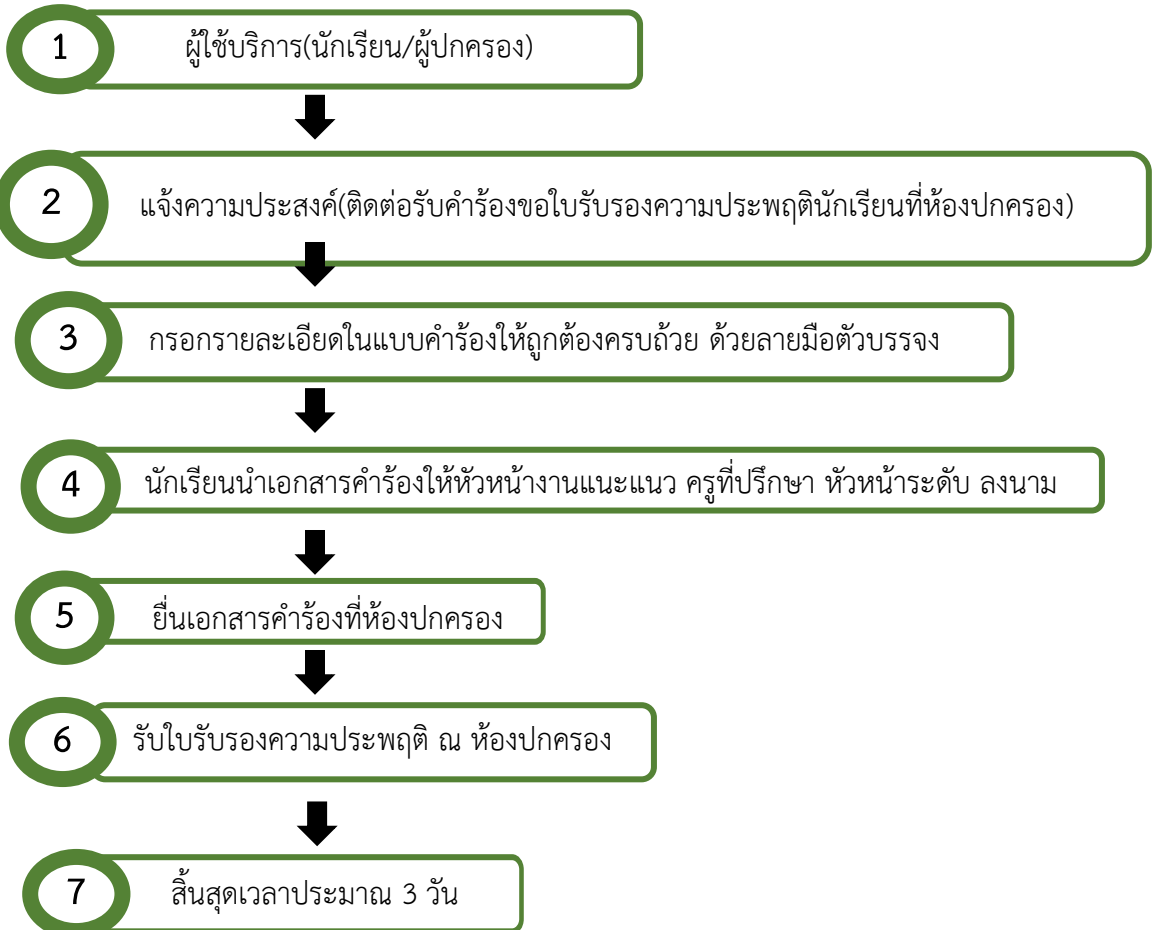 1 ผู้ใช้บริการ(นักเรียน/ผู้ปกครอง)
2 แจ้งความประสงค์(ติดต่อรับคำร้องขอใบรับรองความประพฤตินักเรียนที่ห้องปกครอง)
3 กรอกรายละเอียดในแบบคำร้องให้ถูกต้องครบถ้วย ด้วยลายมือตัวบรรจง
4 นักเรียนนำเอกสารคำร้องให้หัวหน้างานแนะแนว ครูที่ปรึกษา หัวหน้าระดับ ลงนาม
5 ยื่นเอกสารคำร้องที่ห้องปกครอง
6 รับใบรับรองความประพฤติ ณ ห้องปกครอง
7 สิ้นสุดเวลาประมาณ 3 วัน